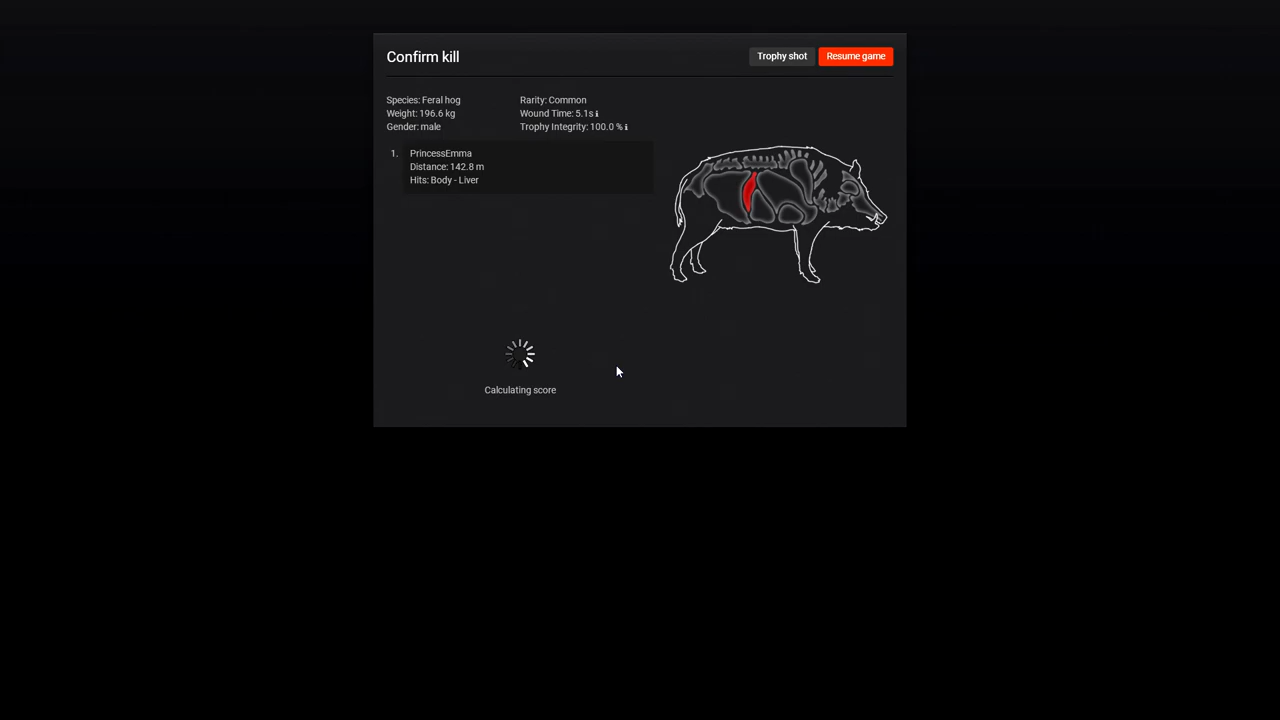 Confirm kill
Trophy shot
Resume game
Species: Feral hog
Weight: 196.6 kg
Gender: male
Rarity: Common
Wound Time: 5.1s
Trophy Integrity: 100.0 %
1.
PrincessEmma
Distance: 142.8 m
Hits: Body - Liver
Calculating score